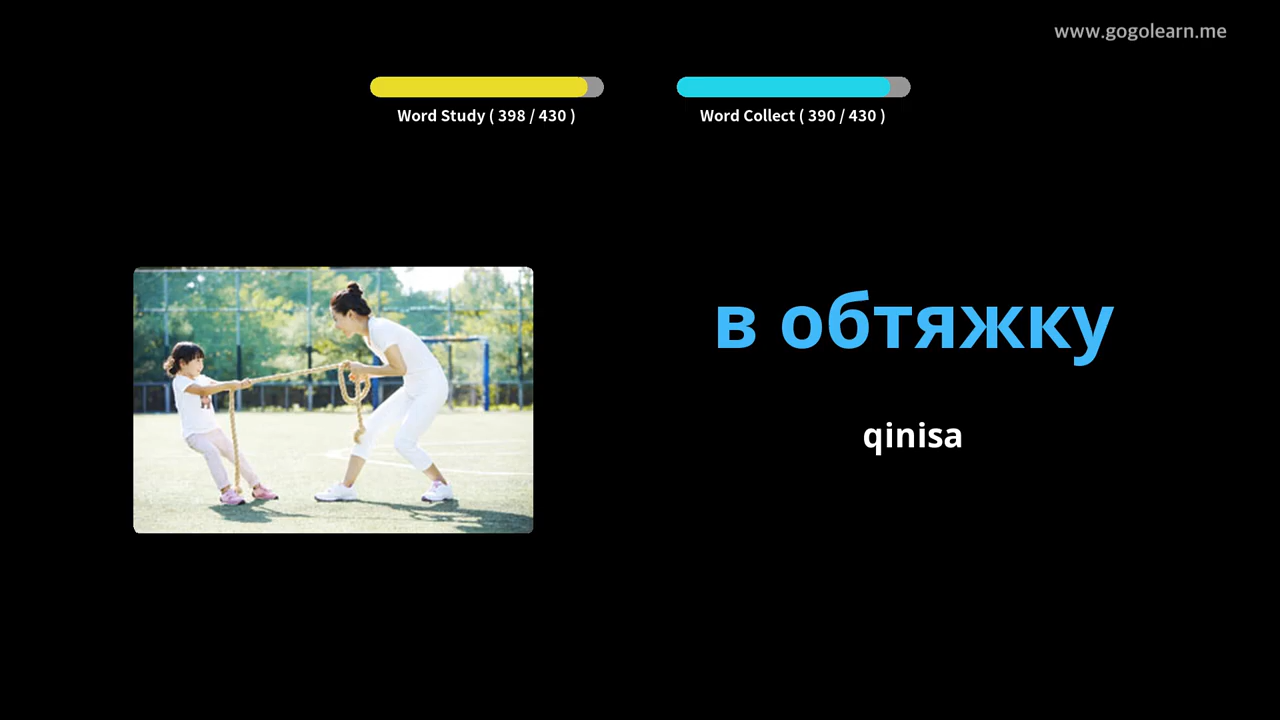 www.gogolearn.me
Word Study ( 398 / 430 )
Word Collect ( 390 / 430 )
в обтяжку
qinisa